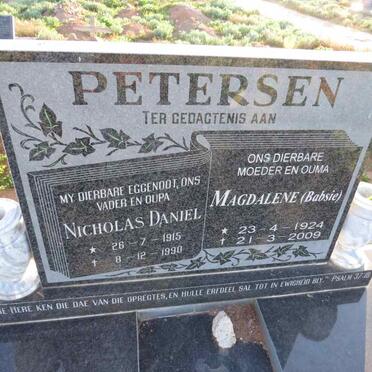 PETERSEN
TER GEDAGTENIS AAN
MY DIERBARE EGGENOOT, ONS
VADER EN OUPA
NICHOLAS DANIEL
* 26-7-1915
† 8-12-1990
ONS DIERBARE
MOEDER EN OUMA
MAGDALENE (Babsie)
* 23-4-1924
† 21-3-2009
HERE KEN DIE DAE VAN DIE OPREGTES, EN HULLE ERFDEEL SAL TOT IN EWIGHEID BLY." PSALM 37:18